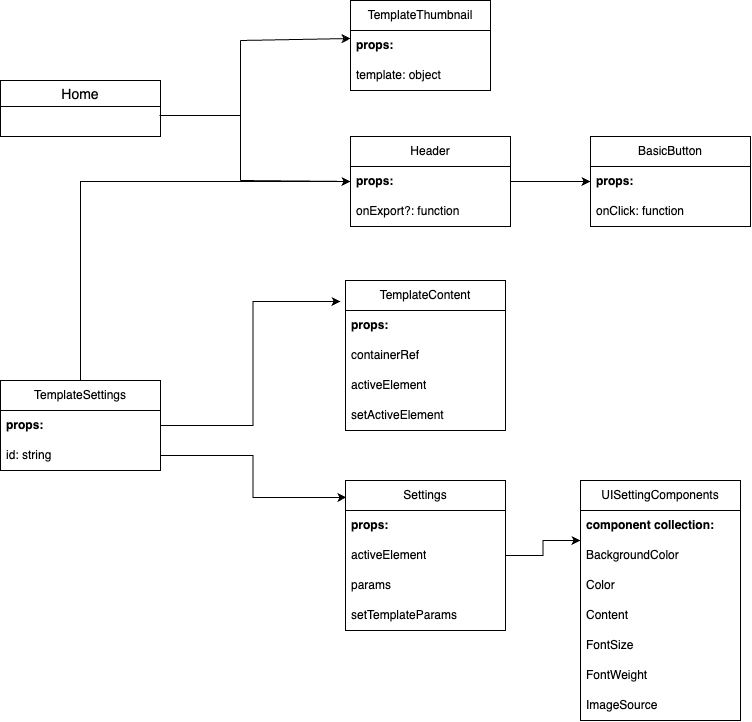 TemplateThumbnail
props:
template: object
Home
Header
props:
onExport?: function
BasicButton
props:
onClick: function
TemplateContent
props:
containerRef
activeElement
setActiveElement
TemplateSettings
props:
id: string
Settings
props:
activeElement
params
setTemplateParams
UISettingComponents
component collection:
BackgroundColor
Color
Content
FontSize
FontWeight
ImageSource